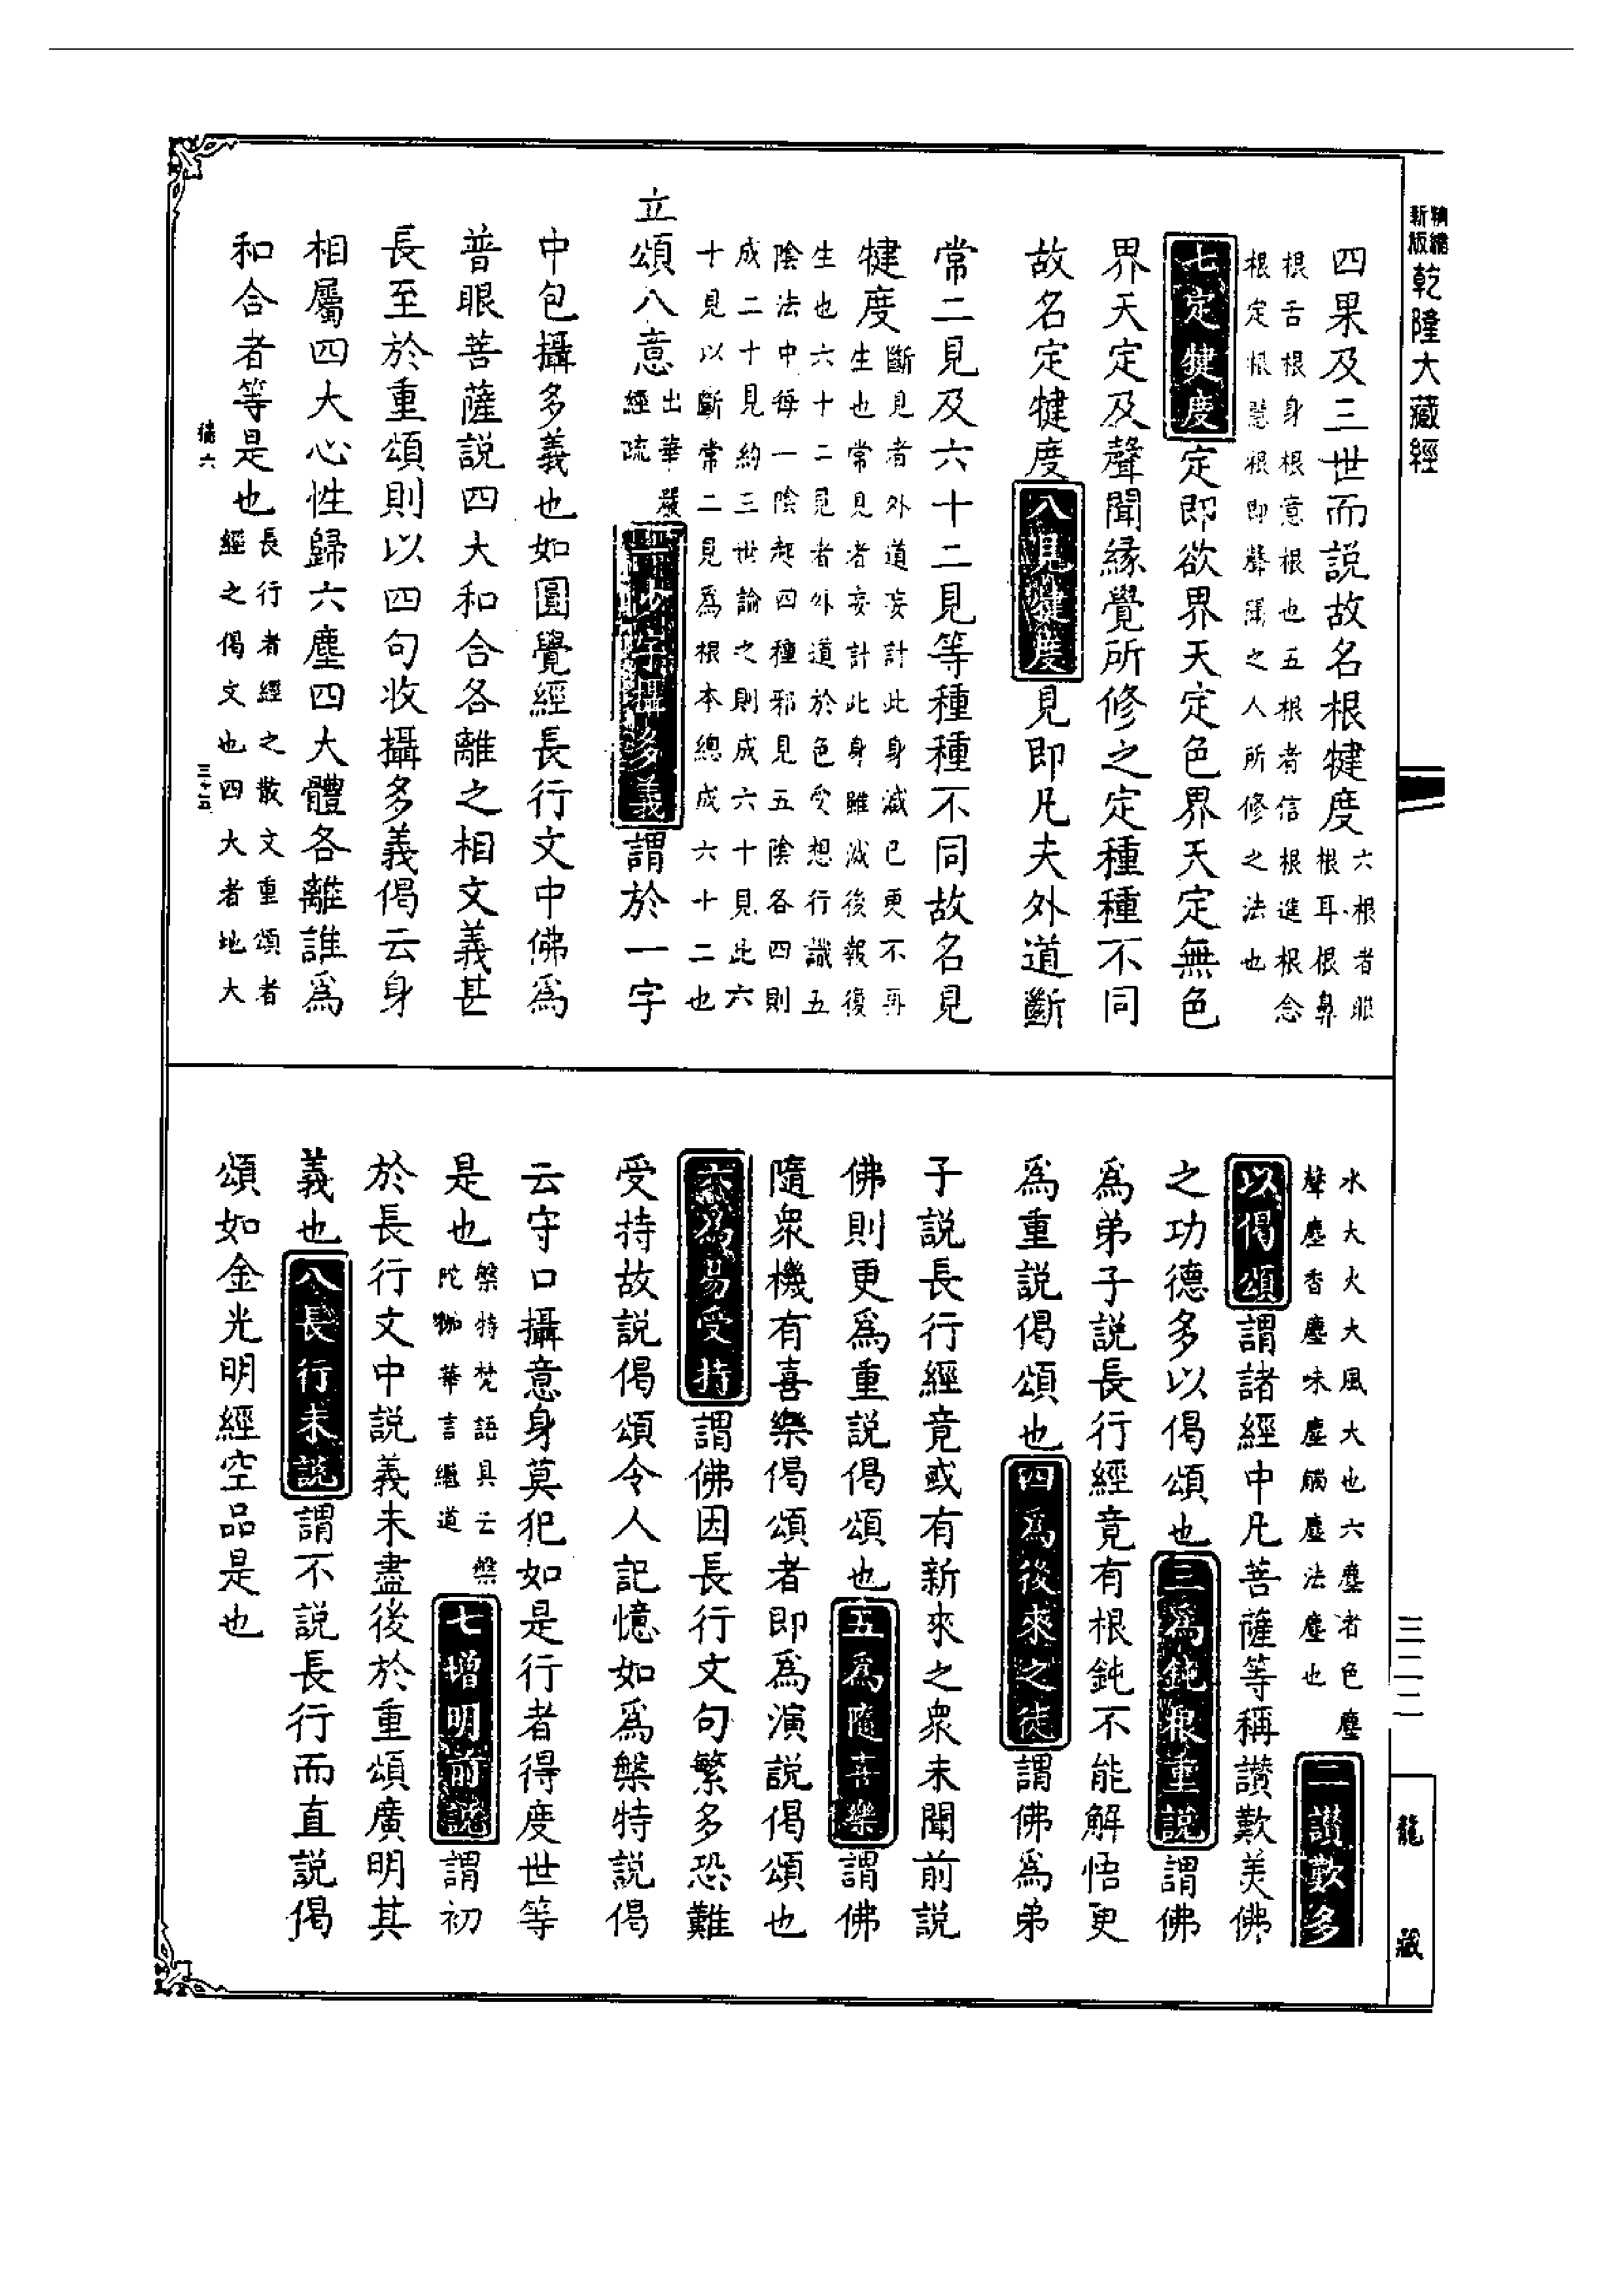 精繕
新版
乾隆大藏經
四果及三世而説故名根犍度六根者眼
根耳根鼻
根舌根身根意根也五根者信根進根念
根定根慧根即聲聞之人所修之法也
七定犍度定即欲界天定色界天定無色
界天定及聲聞緣覺所修之定種種不同
故名定犍度八見犍度見即凡夫外道斷
常二見及六十二見等種種不同故名見
犍度斷見者外道妄計此身滅已更不再
生也常見者妄計此身雖滅後報復
生也六十二見者外道於色受想行識五
陰法中每一陰起四種邪見五陰各四則
成二十見約三世論之則成六十見此六
十見以斷常二見爲根本總成六十二也
立頌八意出華嚴
經疏
一少字攝多義謂於一字
中包攝多義也如圓覺經長行文中佛爲
普眼菩薩説四大和合各離之相文義甚
長至於重頌則以四句收攝多義偈云身
相屬四大心性歸六塵四大體各離誰爲
和合者等是也長行者經之散文重頌者
經之偈文也四大者地大
六 三十五
水大火大風大也六塵者色塵
聲塵香塵味塵觸塵法塵也
二讃歎多
以偈頌謂諸經中凡菩薩等稱讃歎美佛
之功德多以偈頌也三爲鈍根重説謂佛
爲弟子説長行經竟有根鈍不能解悟更
爲重説偈頌也四爲後來之徒謂佛爲弟
子説長行經竟或有新來之衆未聞前説
佛則更爲重説偈頌也五爲隨喜樂謂佛
隨衆機有喜樂偈頌者即爲演説偈頌也
六爲易受持謂佛因長行文句繁多恐難
受持故説偈頌令人記憶如爲槃特説偈
云守口攝意身莫犯如是行者得度世等
是也槃特梵語具云槃
陀伽華言繼道
七增明前説謂初
於長行文中説義未盡後於重頌廣明其
義也八長行未説謂不説長行而直説偈
頌如金光明經空品是也
三二二
龍藏